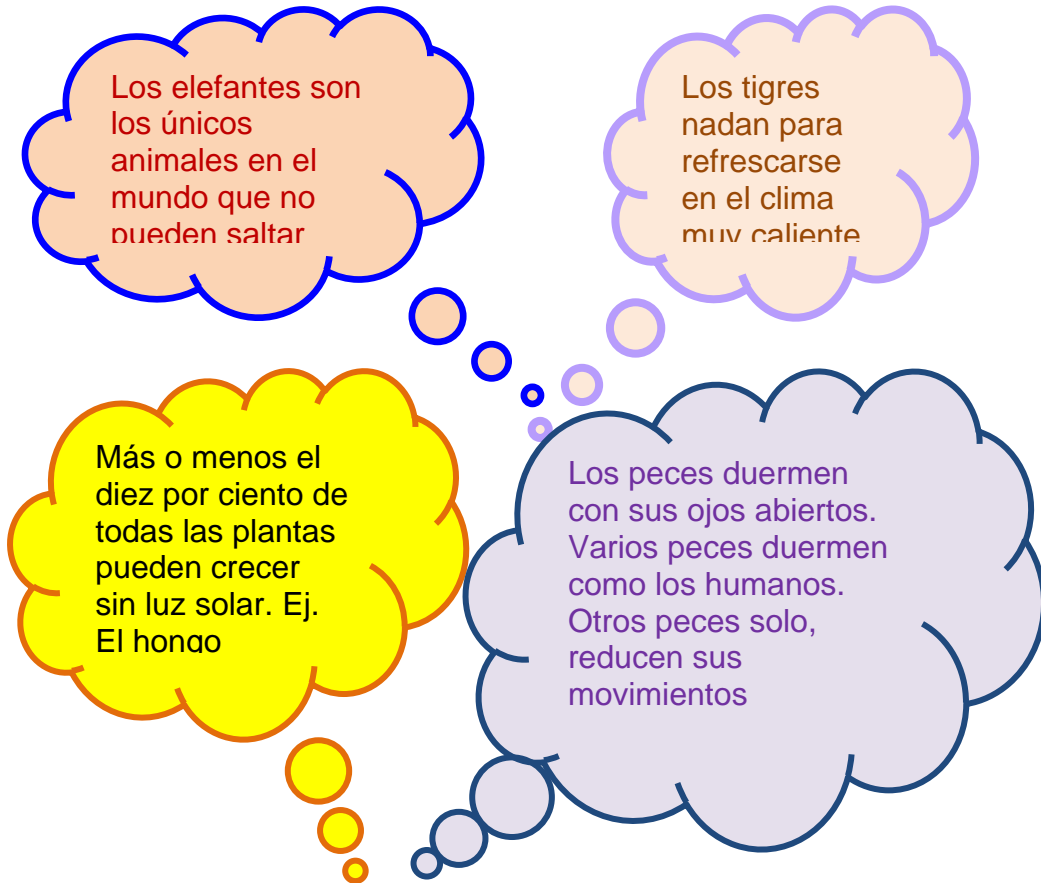 Los elefantes son
los únicos
animales en el
mundo que no
pueden saltar
Los tigres
nadan para
refrescarse
en el clima
muy caliente
Más o menos el
diez por ciento de
todas las plantas
pueden crecer
sin luz solar. Ej.
El hongo
Los peces duermen
con sus ojos abiertos.
Varios peces duermen
como los humanos.
Otros peces solo,
reducen sus
movimientos